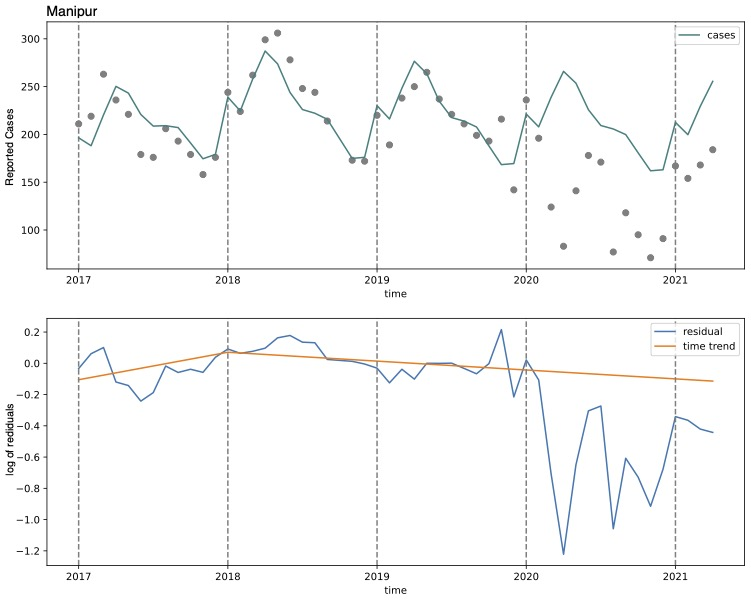 Manipur
Reported Cases
300
250
200
150
100
cases
2017
2018
2019
2020
2021
time
log of rediduals
0.2
0.0
−0.2
−0.4
−0.6
−0.8
−1.0
−1.2
residual
time trend
2017
2018
2019
2020
2021
time